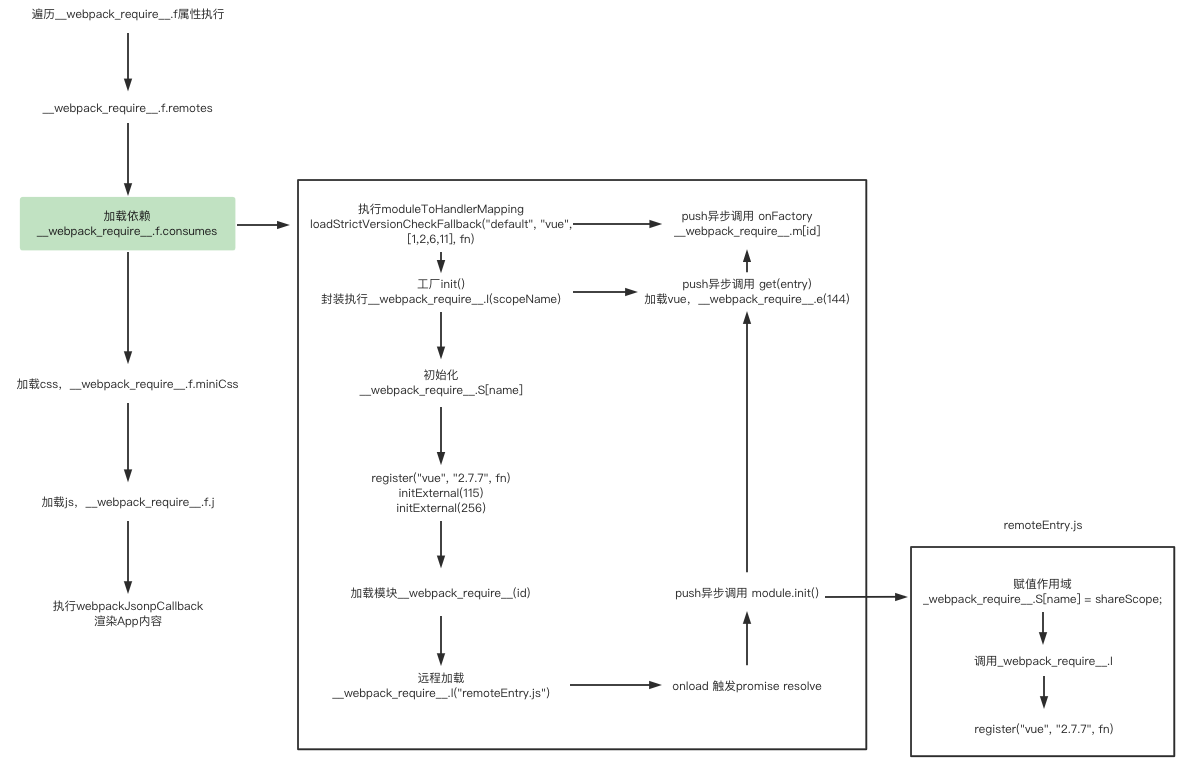 遍历__webpack_require__.f属性执行
__webpack_require__.f.remotes
加载依赖
__webpack_require__.f.consumes
加载css，__webpack_require__.f.miniCss
加载js，__webpack_require__.f.j
执行webpackJsonpCallback
渲染App内容
执行moduleToHandlerMapping
loadStrictVersionCheckFallback("default", "vue",
[1,2,6,11], fn)
工厂init()
封装执行__webpack_require__.I(scopeName)
初始化
__webpack_require__.S[name]
register("vue", "2.7.7", fn)
initExternal(115)
initExternal(256)
加载模块__webpack_require__(id)
远程加载
__webpack_require__.l("remoteEntry.js")
push异步调用 onFactory
__webpack_require__.m[id]
push异步调用 get(entry)
加载vue，__webpack_require__.e(144)
push异步调用 module.init()
onload 触发promise resolve
remoteEntry.js
赋值作用域
_webpack_require__.S[name] = shareScope;
调用_webpack_require__.I
register("vue", "2.7.7", fn)